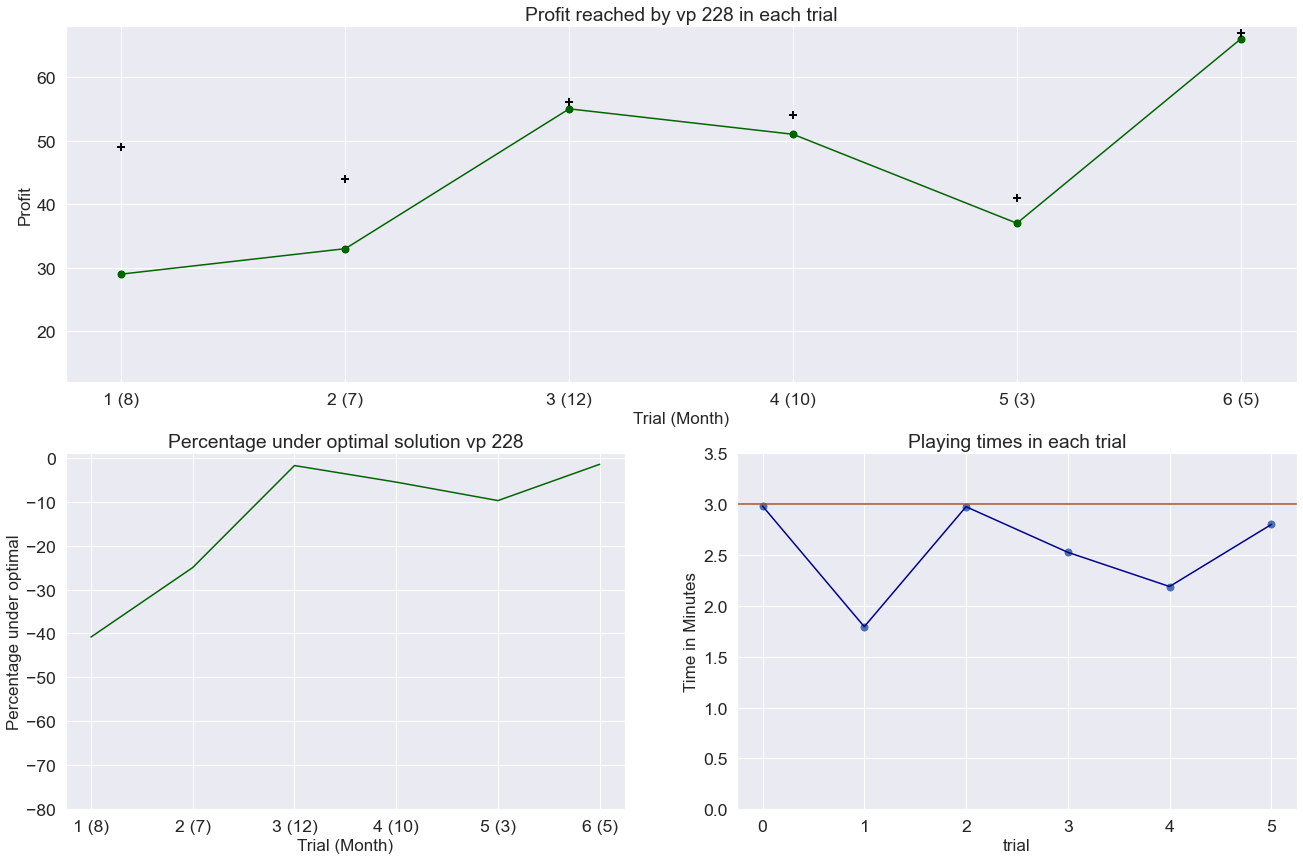 Profit reached by vp 228 in each trial
Profit
60
50
40
30
20
1 (8) 2 (7) 3 (12) 4 (10) 5 (3) 6 (5)
Trial (Month)
Percentage under optimal solution vp 228
Percentage under optimal
0
−10
−20
−30
−40
−50
−60
−70
−80
1 (8) 2 (7) 3 (12) 4 (10) 5 (3) 6 (5)
Trial (Month)
Playing times in each trial
Time in Minutes
3.5
3.0
2.5
2.0
1.5
1.0
0.5
0.0
0 1 2 3 4 5
trial